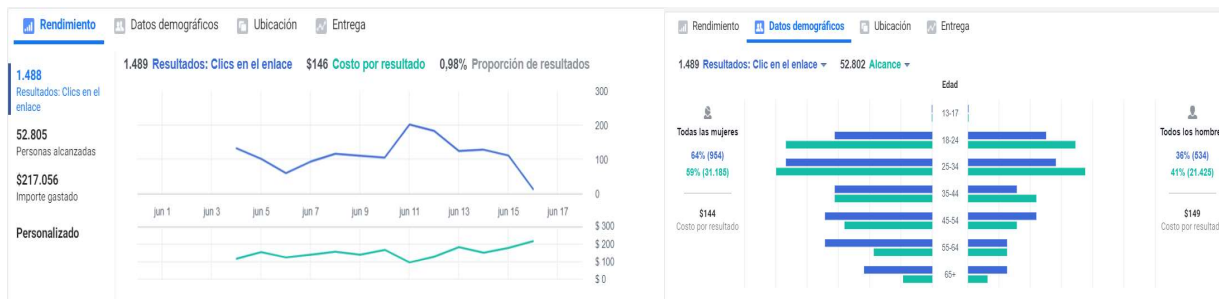 Rendimiento Datos demográficos Ubicación Entrega
1.488
Resultados: Clics en el
enlace
52.805
Personas alcanzadas
$217.056
Importe gastado
Personalizado
1.489 Resultados: Clics en el enlace $146 Costo por resultado 0,98% Proporción de resultados
300
200
100
0
jun 1 jun 3 jun 5 jun 7 jun 9 jun 11 jun 13 jun 15 jun 17
$ 300
$ 200
$ 100
$ 0
Rendimiento Datos demográficos Ubicación Entrega
1.489 Resultados: Clics en el enlace 52.802 Alcance
Edad
Todas las mujeres
64% (954)
59% (31.185)
$144
Costo por resultado
13-17
18-24
25-34
35-44
45-54
55-64
65+
Todos los hombre
36% (534)
41% (21.425)
$149
Costo por resultad